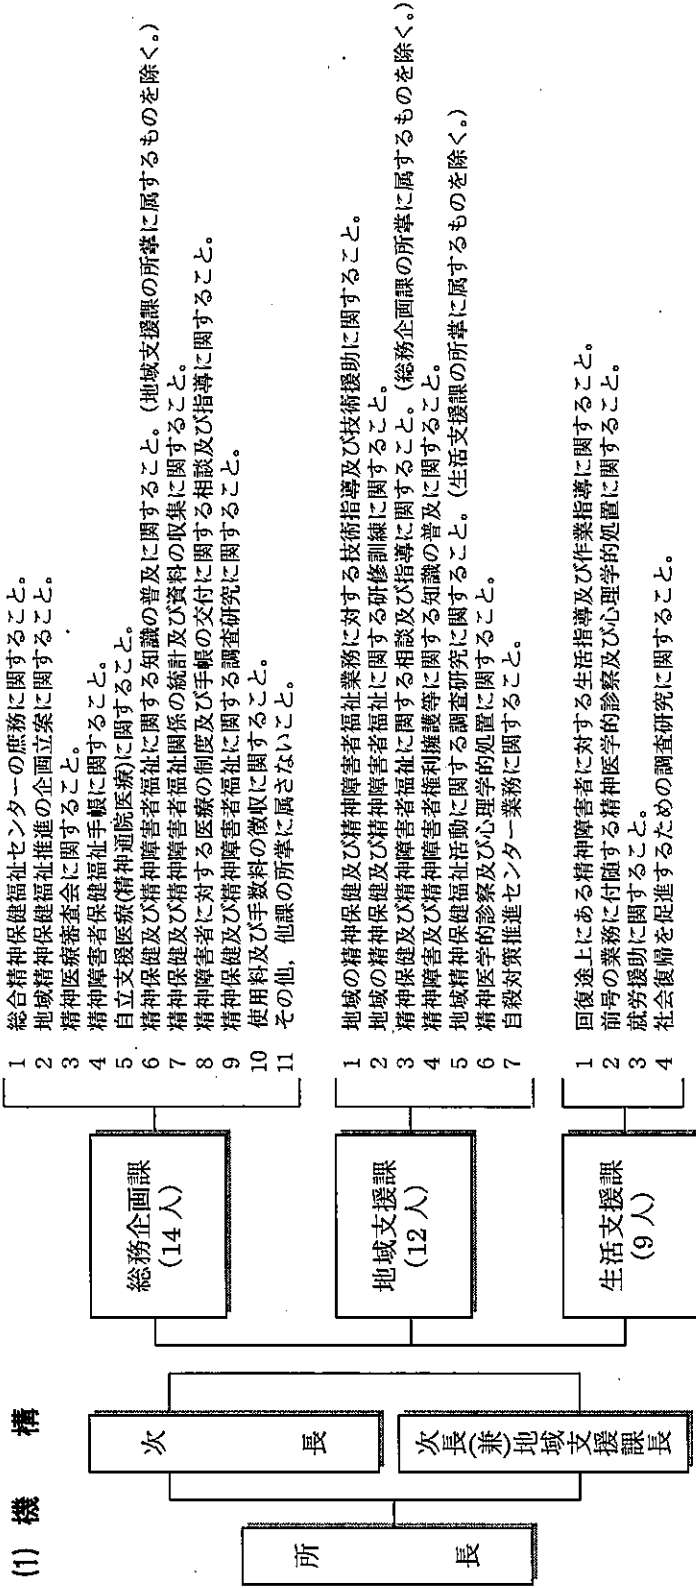 (1) 機 構
所 長
次 長
次長(兼)地域支援課長
総務企画課
(14人)
1 総合精神保健福祉センターの庶務に関すること。
2 地域精神保健福祉推進の企画立案に関すること。
3 精神医療審査会に関すること。
4 精神障害者保健福祉手帳に関すること。
5 自立支援医療(精神通院医療)に関すること。
6 精神保健及び精神障害者福祉に関する知識の普及に関すること。(地域支援課の所掌に属するものを除く。)
7 精神保健及び精神障害者福祉関係の統計及び資料の収集に関すること。
8 精神障害者に対する医療の制度及び手帳の交付に関する相談及び指導に関すること。
9 精神保健及び精神障害者福祉に関する調査研究に関すること。
10 使用料及び手数料の徴収に関すること。
11 その他,他課の所掌に属さないこと。
地域支援課
(12人)
1 地域の精神保健及び精神障害者福祉業務に対する技術指導及び技術援助に関すること。
2 地域の精神保健及び精神障害者福祉に関する研修訓練に関すること。
3 精神保健及び精神障害者福祉に関する相談及び指導に関すること。(総務企画課の所掌に属するものを除く。)
4 精神障害及び精神障害者権利擁護等に関する知識の普及に関すること。
5 地域精神保健福祉活動に関する調査研究に関すること。(生活支援課の所掌に属するものを除く。)
6 精神医学的診察及び心理学的処置に関すること。
7 自殺対策推進センター業務に関すること。
生活支援課
(9人)
1 回復途上にある精神障害者に対する生活指導及び作業指導に関すること。
2 前号の業務に付随する精神医学的診察及び心理学的処置に関すること。
3 就労援助に関すること。
4 社会復帰を促進するための調査研究に関すること。